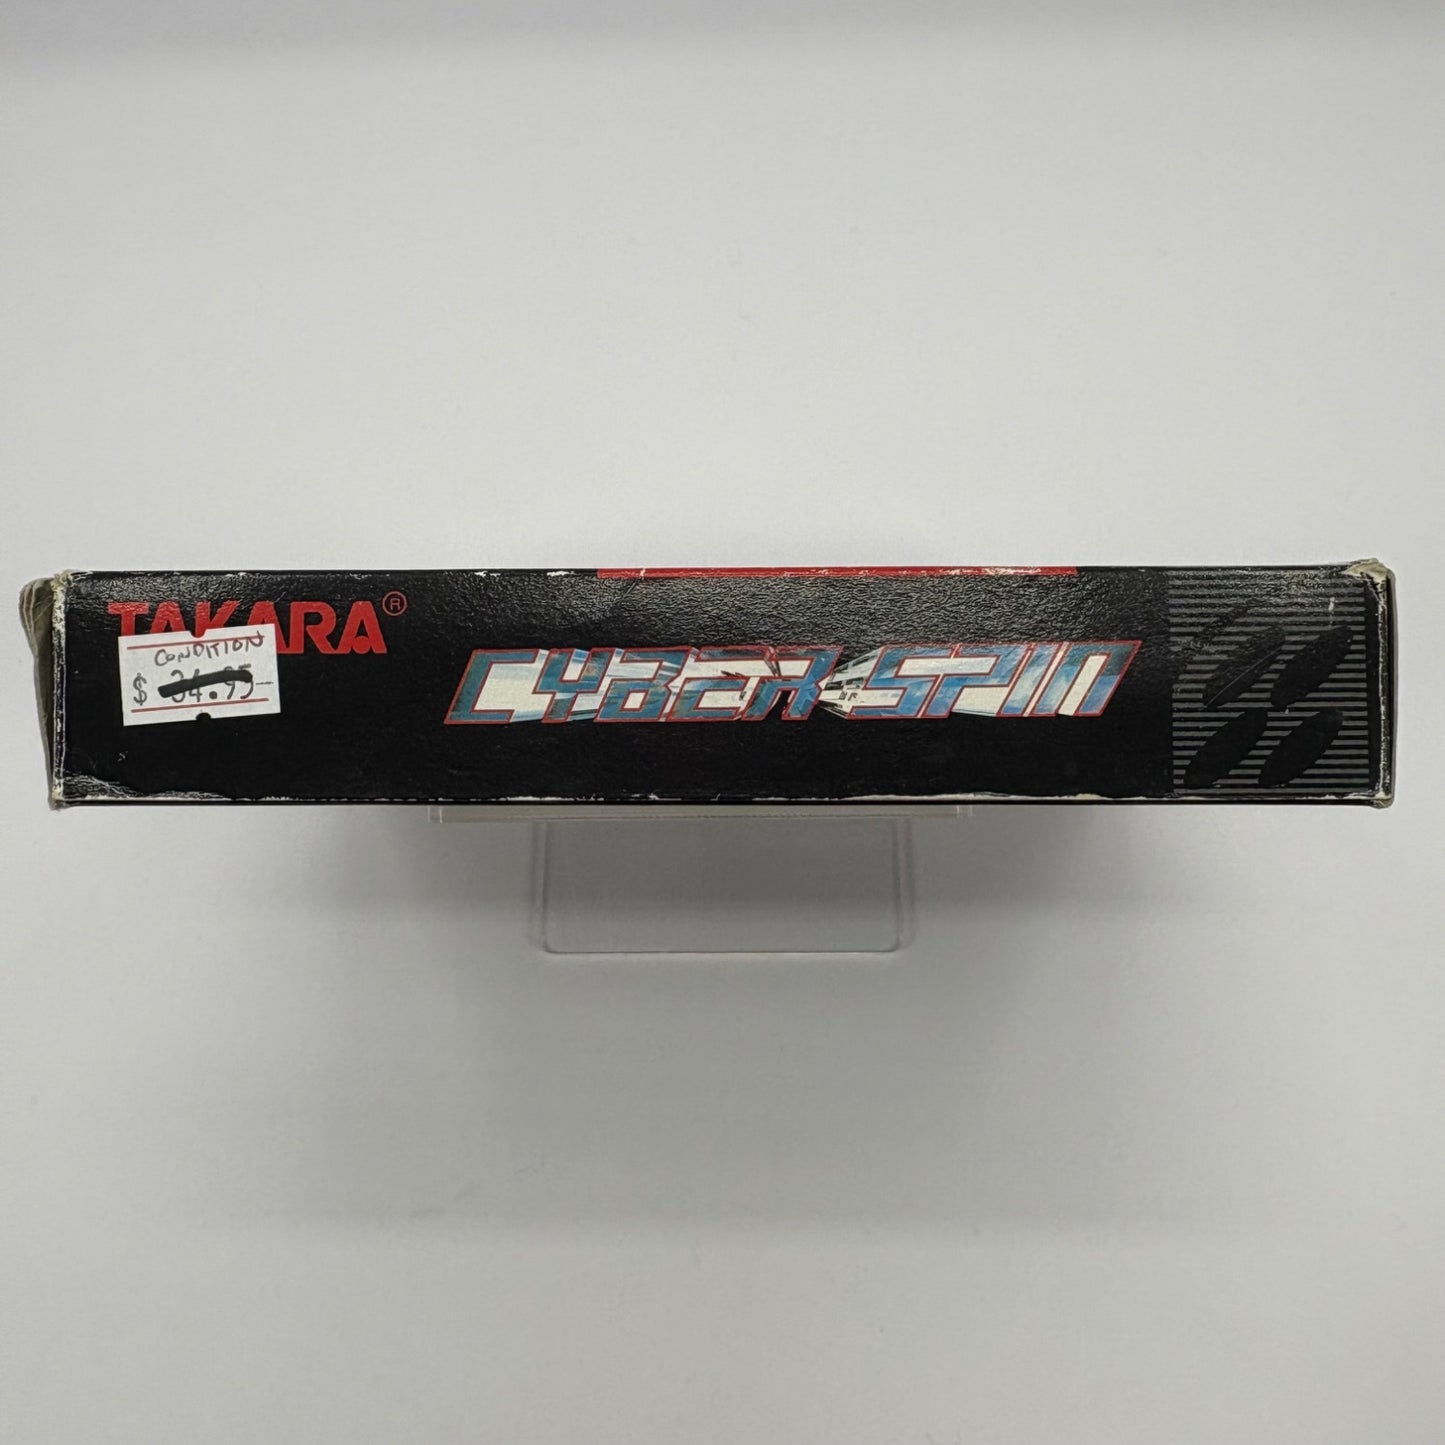 TAKARA®
CONDITION
$ 34.95
CYBER SPIN